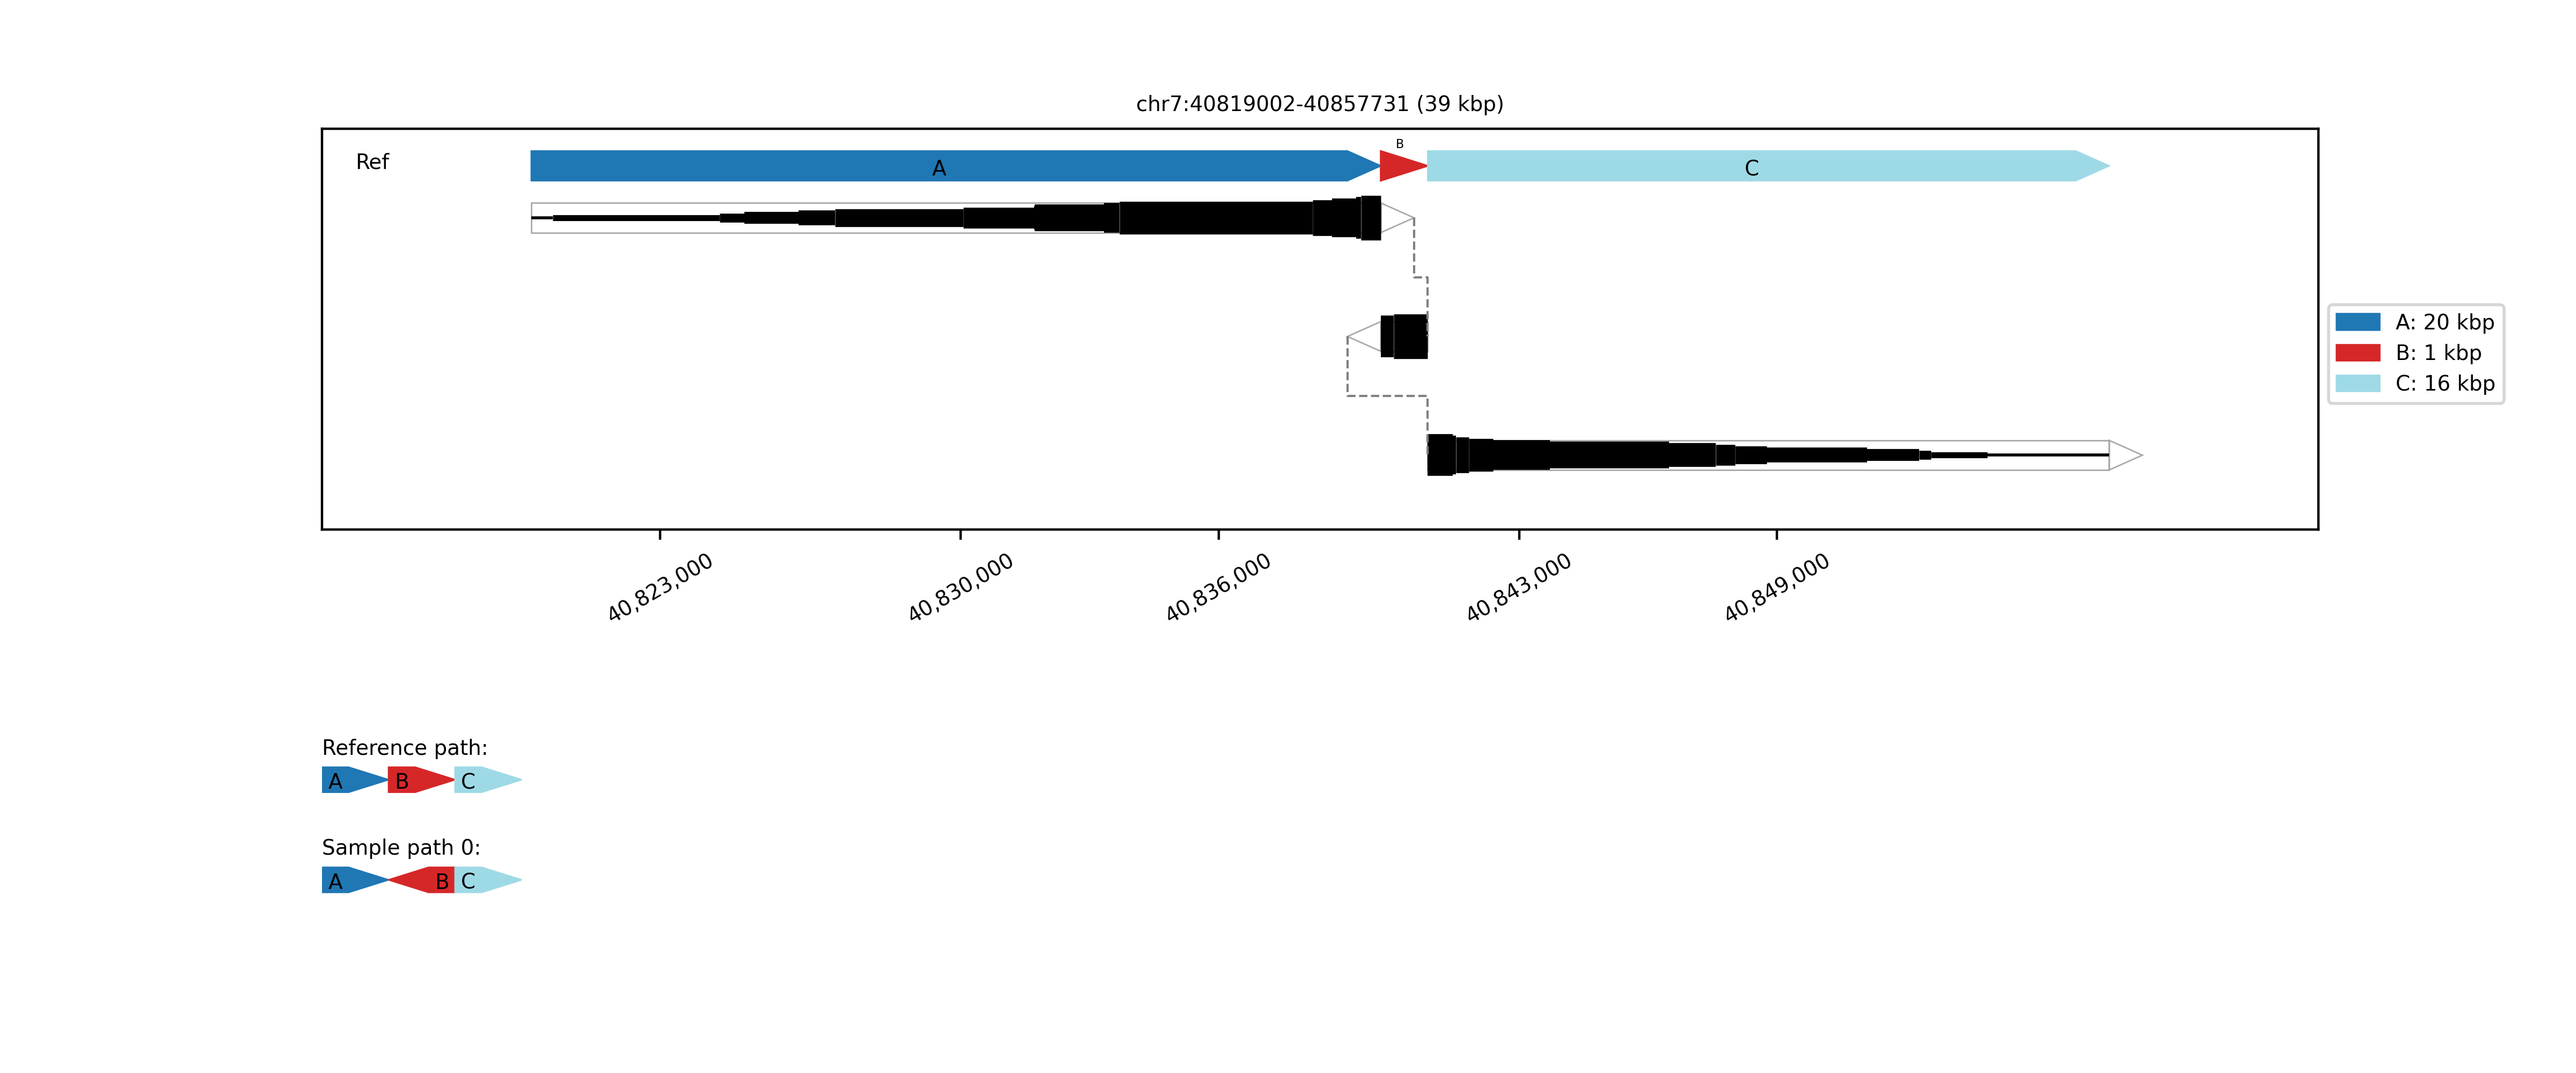 chr7:40819002-40857731 (39 kbp)
B
Ref
A
C
A: 20 kbp
B: 1 kbp
C: 16 kbp
40,823,000
40,830,000
40,836,000
40,843,000
40,849,000
Reference path:
A B C
Sample path 0:
A B C